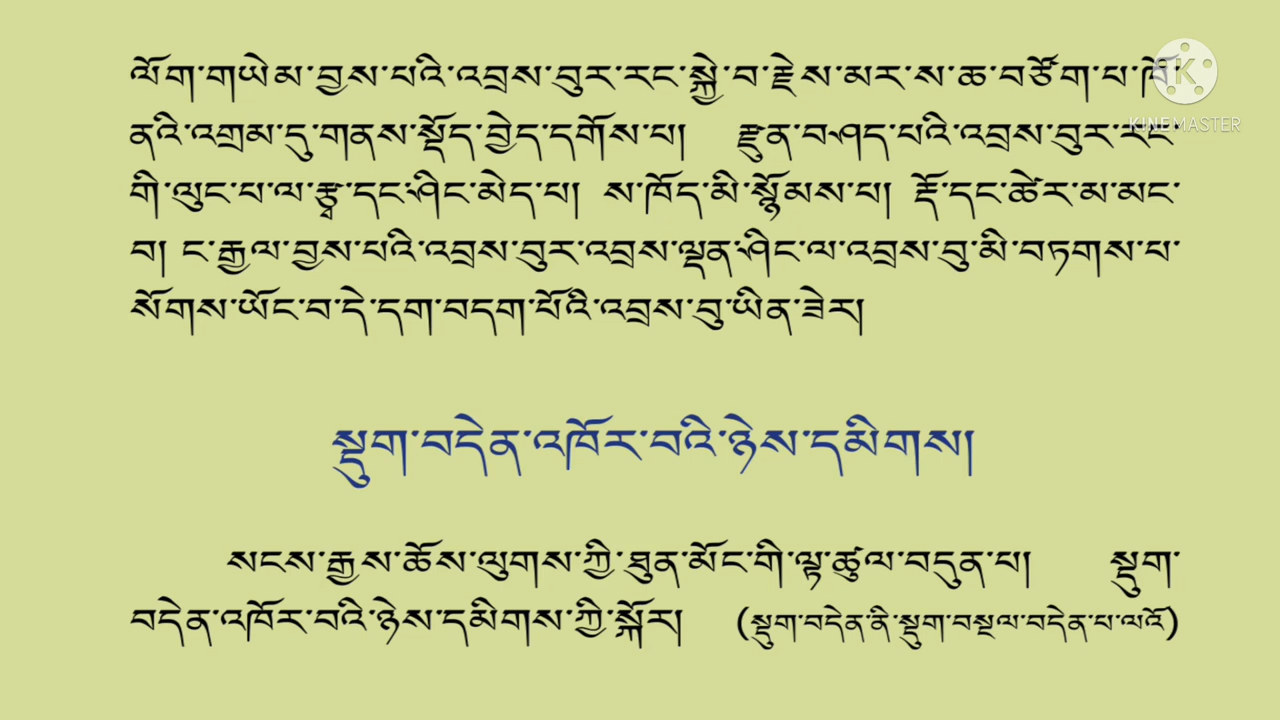 ལོག་གཡེམ་བྱས་པའི་འབྲས་བུར་རང་སྐྱེ་བ་རྗེས་མར་ས་ཆ་བཙོག་པ་ཁོ་
KINEMASTER
ནའི་འགྲམ་དུ་གནས་སྡོད་བྱེད་དགོས་པ།  རྫུན་བཤད་པའི་འབྲས་བུར་རང་
གི་ལུང་པ་ལ་རྩྭ་དང་ཤིང་མེད་པ། ས་ཁོད་མི་སྙོམས་པ། རྡོ་དང་ཚེར་མ་མང་
བ། ང་རྒྱལ་བྱས་པའི་འབྲས་བུར་འབྲས་ལྡན་ཤིང་ལ་འབྲས་བུ་མི་བཏགས་པ་
སོགས་ཡོང་བ་དེ་དག་བདག་པོའི་འབྲས་བུ་ཡིན་ཟེར།
སྡུག་བདེན་འཁོར་བའི་ཉེས་དམིགས།
སངས་རྒྱས་ཆོས་ལུགས་ཀྱི་ཐུན་མོང་གི་ལྟ་ཚུལ་བདུན་པ།  སྡུག་
བདེན་འཁོར་བའི་ཉེས་དམིགས་ཀྱི་སྐོར།  (སྡུག་བདེན་ནི་སྡུག་བསྔལ་བདེན་པ་ལའོ)